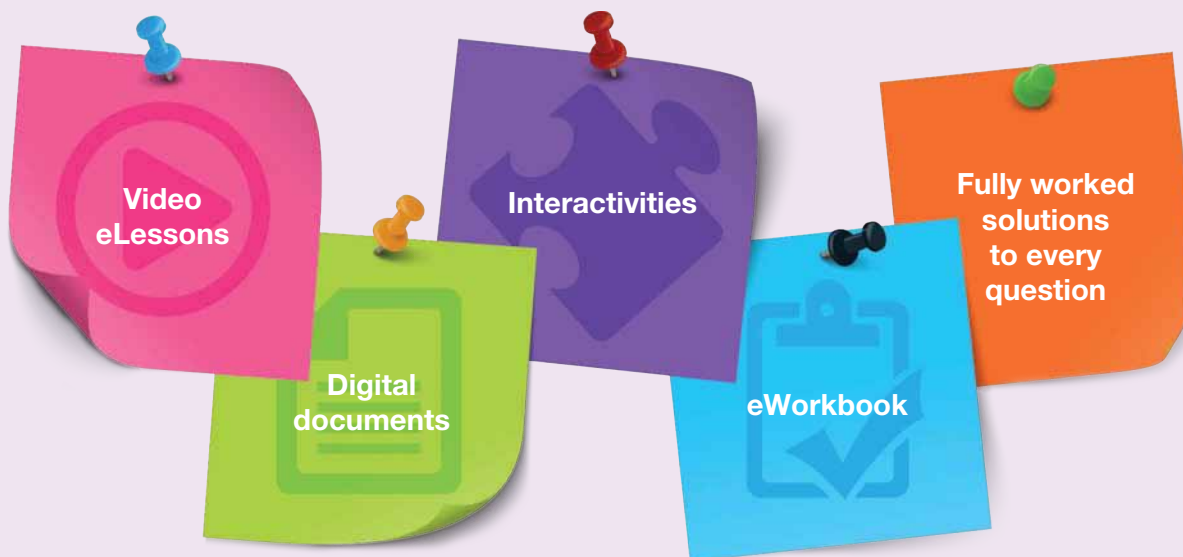 Video
eLessons
Digital
documents
Interactivities
eWorkbook
Fully worked
solutions
to every
question